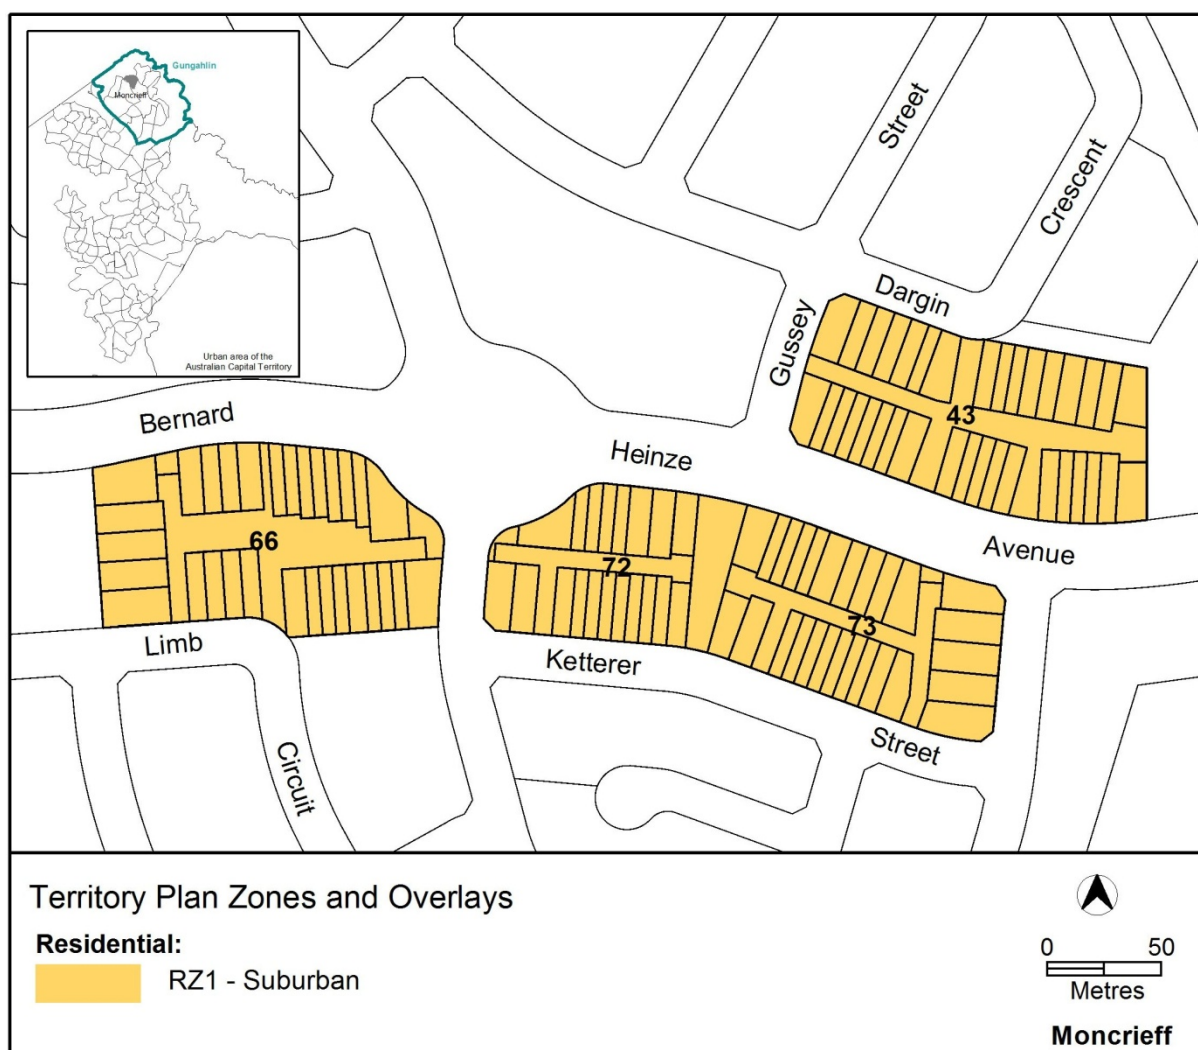 Gungahlin
Moncrieff
Urban area of the
Australian Capital Territory
Street
Crescent
Dargin
Gussey
43
Bernard
Heinze
Avenue
66
72
73
Limb
Ketterer
Street
Circuit
Territory Plan Zones and Overlays
Residential:
RZ1 - Suburban
0 50
Metres
Moncrieff